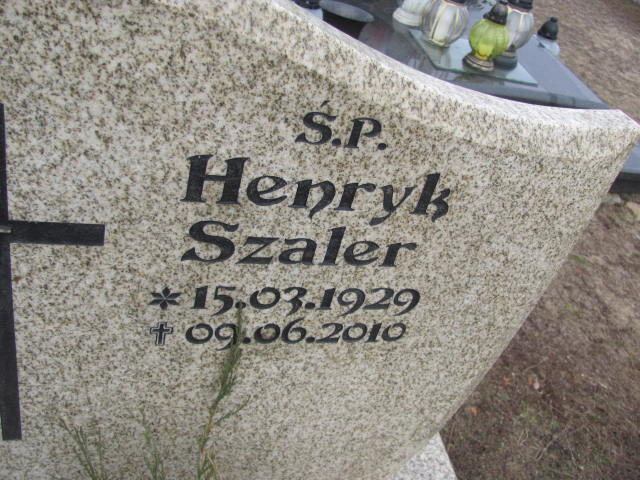 Ś.P.
Henryk
Szaler
* 15.03.1929
✝ 09.06.2010